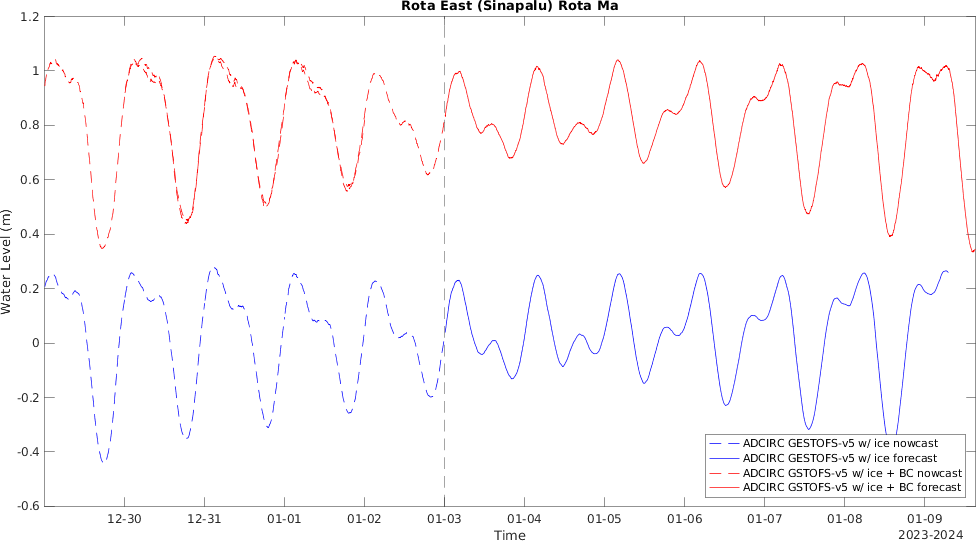 Rota East (Sinapalu) Rota Ma
1.2
1
0.8
0.6
0.4
0.2
0
-0.2
-0.4
-0.6
Water Level (m)
ADCIRC GESTOFS-v5 w/ ice nowcast
ADCIRC GESTOFS-v5 w/ ice forecast
ADCIRC GSTOFS-v5 w/ ice + BC nowcast
ADCIRC GSTOFS-v5 w/ ice + BC forecast
12-30 12-31 01-01 01-02 01-03 01-04 01-05 01-06 01-07 01-08 01-09
Time
2023-2024